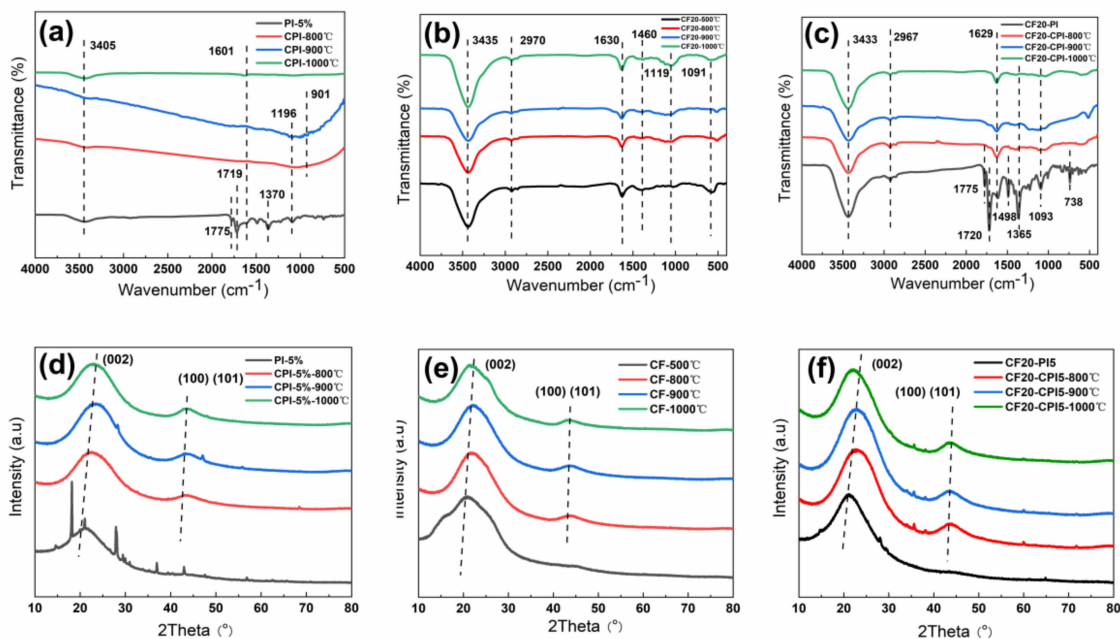 (a)
PI-5%
CPI-800℃
CPI-900℃
CPI-1000℃
3405
1601
1196
901
1719
1370
1775
Transmittance (%)
4000 3500 3000 2500 2000 1500 1000 500
Wavenumber (cm-1)
(b)
CF20-500℃
CF20-800℃
CF20-900℃
CF20-1000℃
3435
2970
1630
1460
1119
1091
Transmittance (%)
4000 3500 3000 2500 2000 1500 1000 500
Wavenumber (cm-1)
(c)
CF20-PI
CF20-CPI-800℃
CF20-CPI-900℃
CF20-CPI-1000℃
3433
2967
1629
1775
1498
1093
738
1720
1365
Transmittance (%)
4000 3500 3000 2500 2000 1500 1000 400
Wavenumber (cm-1)
(d)
(002)
PI-5%
CPI-5%-800℃
CPI-5%-900℃
CPI-5%-1000℃
(100) (101)
Intensity (a.u)
10 20 30 40 50 60 70 80
2Theta (°)
(e)
(002)
CF-500℃
CF-800℃
CF-900℃
CF-1000℃
(100) (101)
Intensity (a.u)
10 20 30 40 50 60 70 80
2Theta (°)
(f)
(002)
CF20-PI5
CF20-CPI5-800℃
CF20-CPI5-900℃
CF20-CPI5-1000℃
(100) (101)
Intensity (a.u)
10 20 30 40 50 60 70 80
2Theta (°)